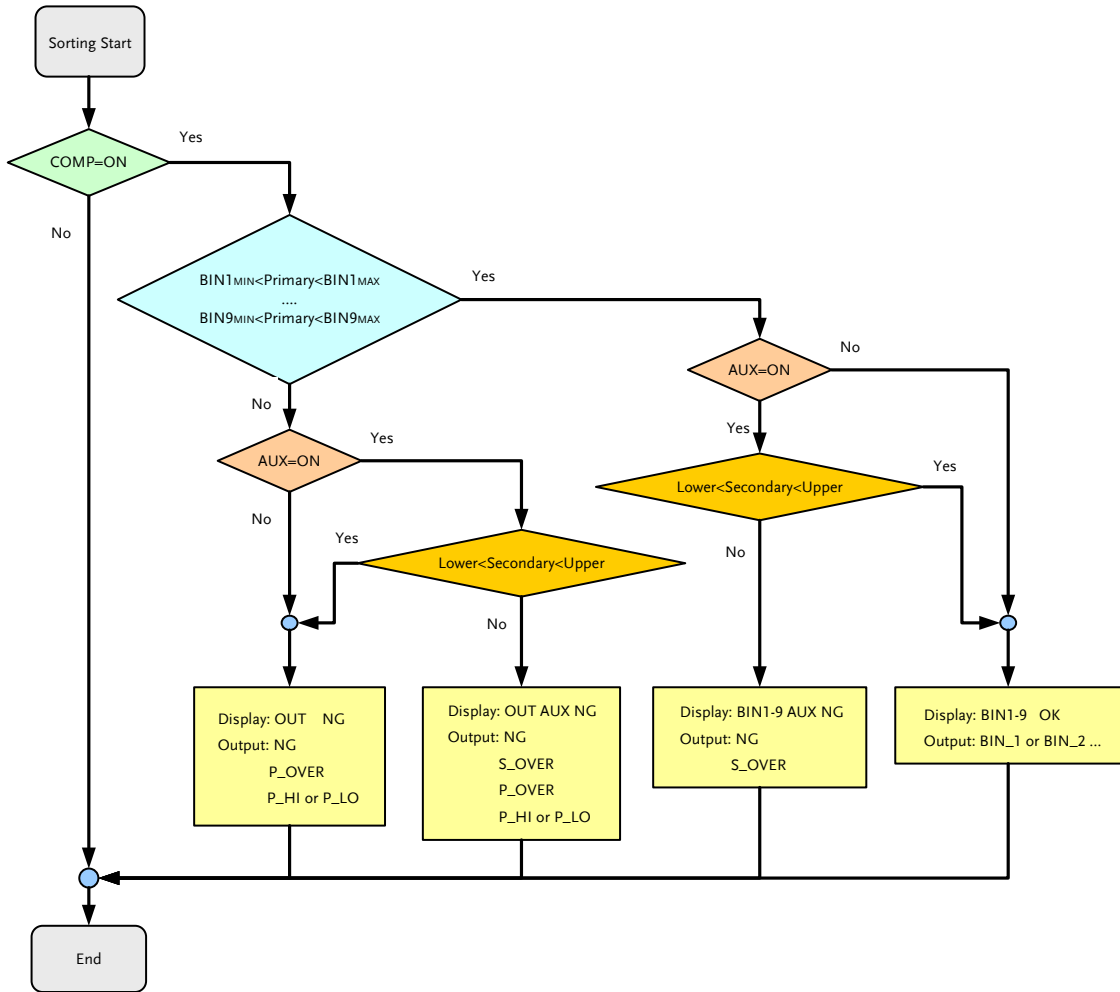 Sorting Start
COMP=ON
Yes
No
BIN1MIN<Primary<BIN1MAX
....
BIN9MIN<Primary<BIN9MAX
Yes
No
AUX=ON
No
Yes
AUX=ON
Yes
No
Lower<Secondary<Upper
Yes
No
Lower<Secondary<Upper
Yes
No
Display: OUT NG
Output: NG
P_OVER
P_HI or P_LO
Display: OUT AUX NG
Output: NG
S_OVER
P_OVER
P_HI or P_LO
Display: BIN1-9 AUX NG
Output: NG
S_OVER
Display: BIN1-9 OK
Output: BIN_1 or BIN_2 ...
End